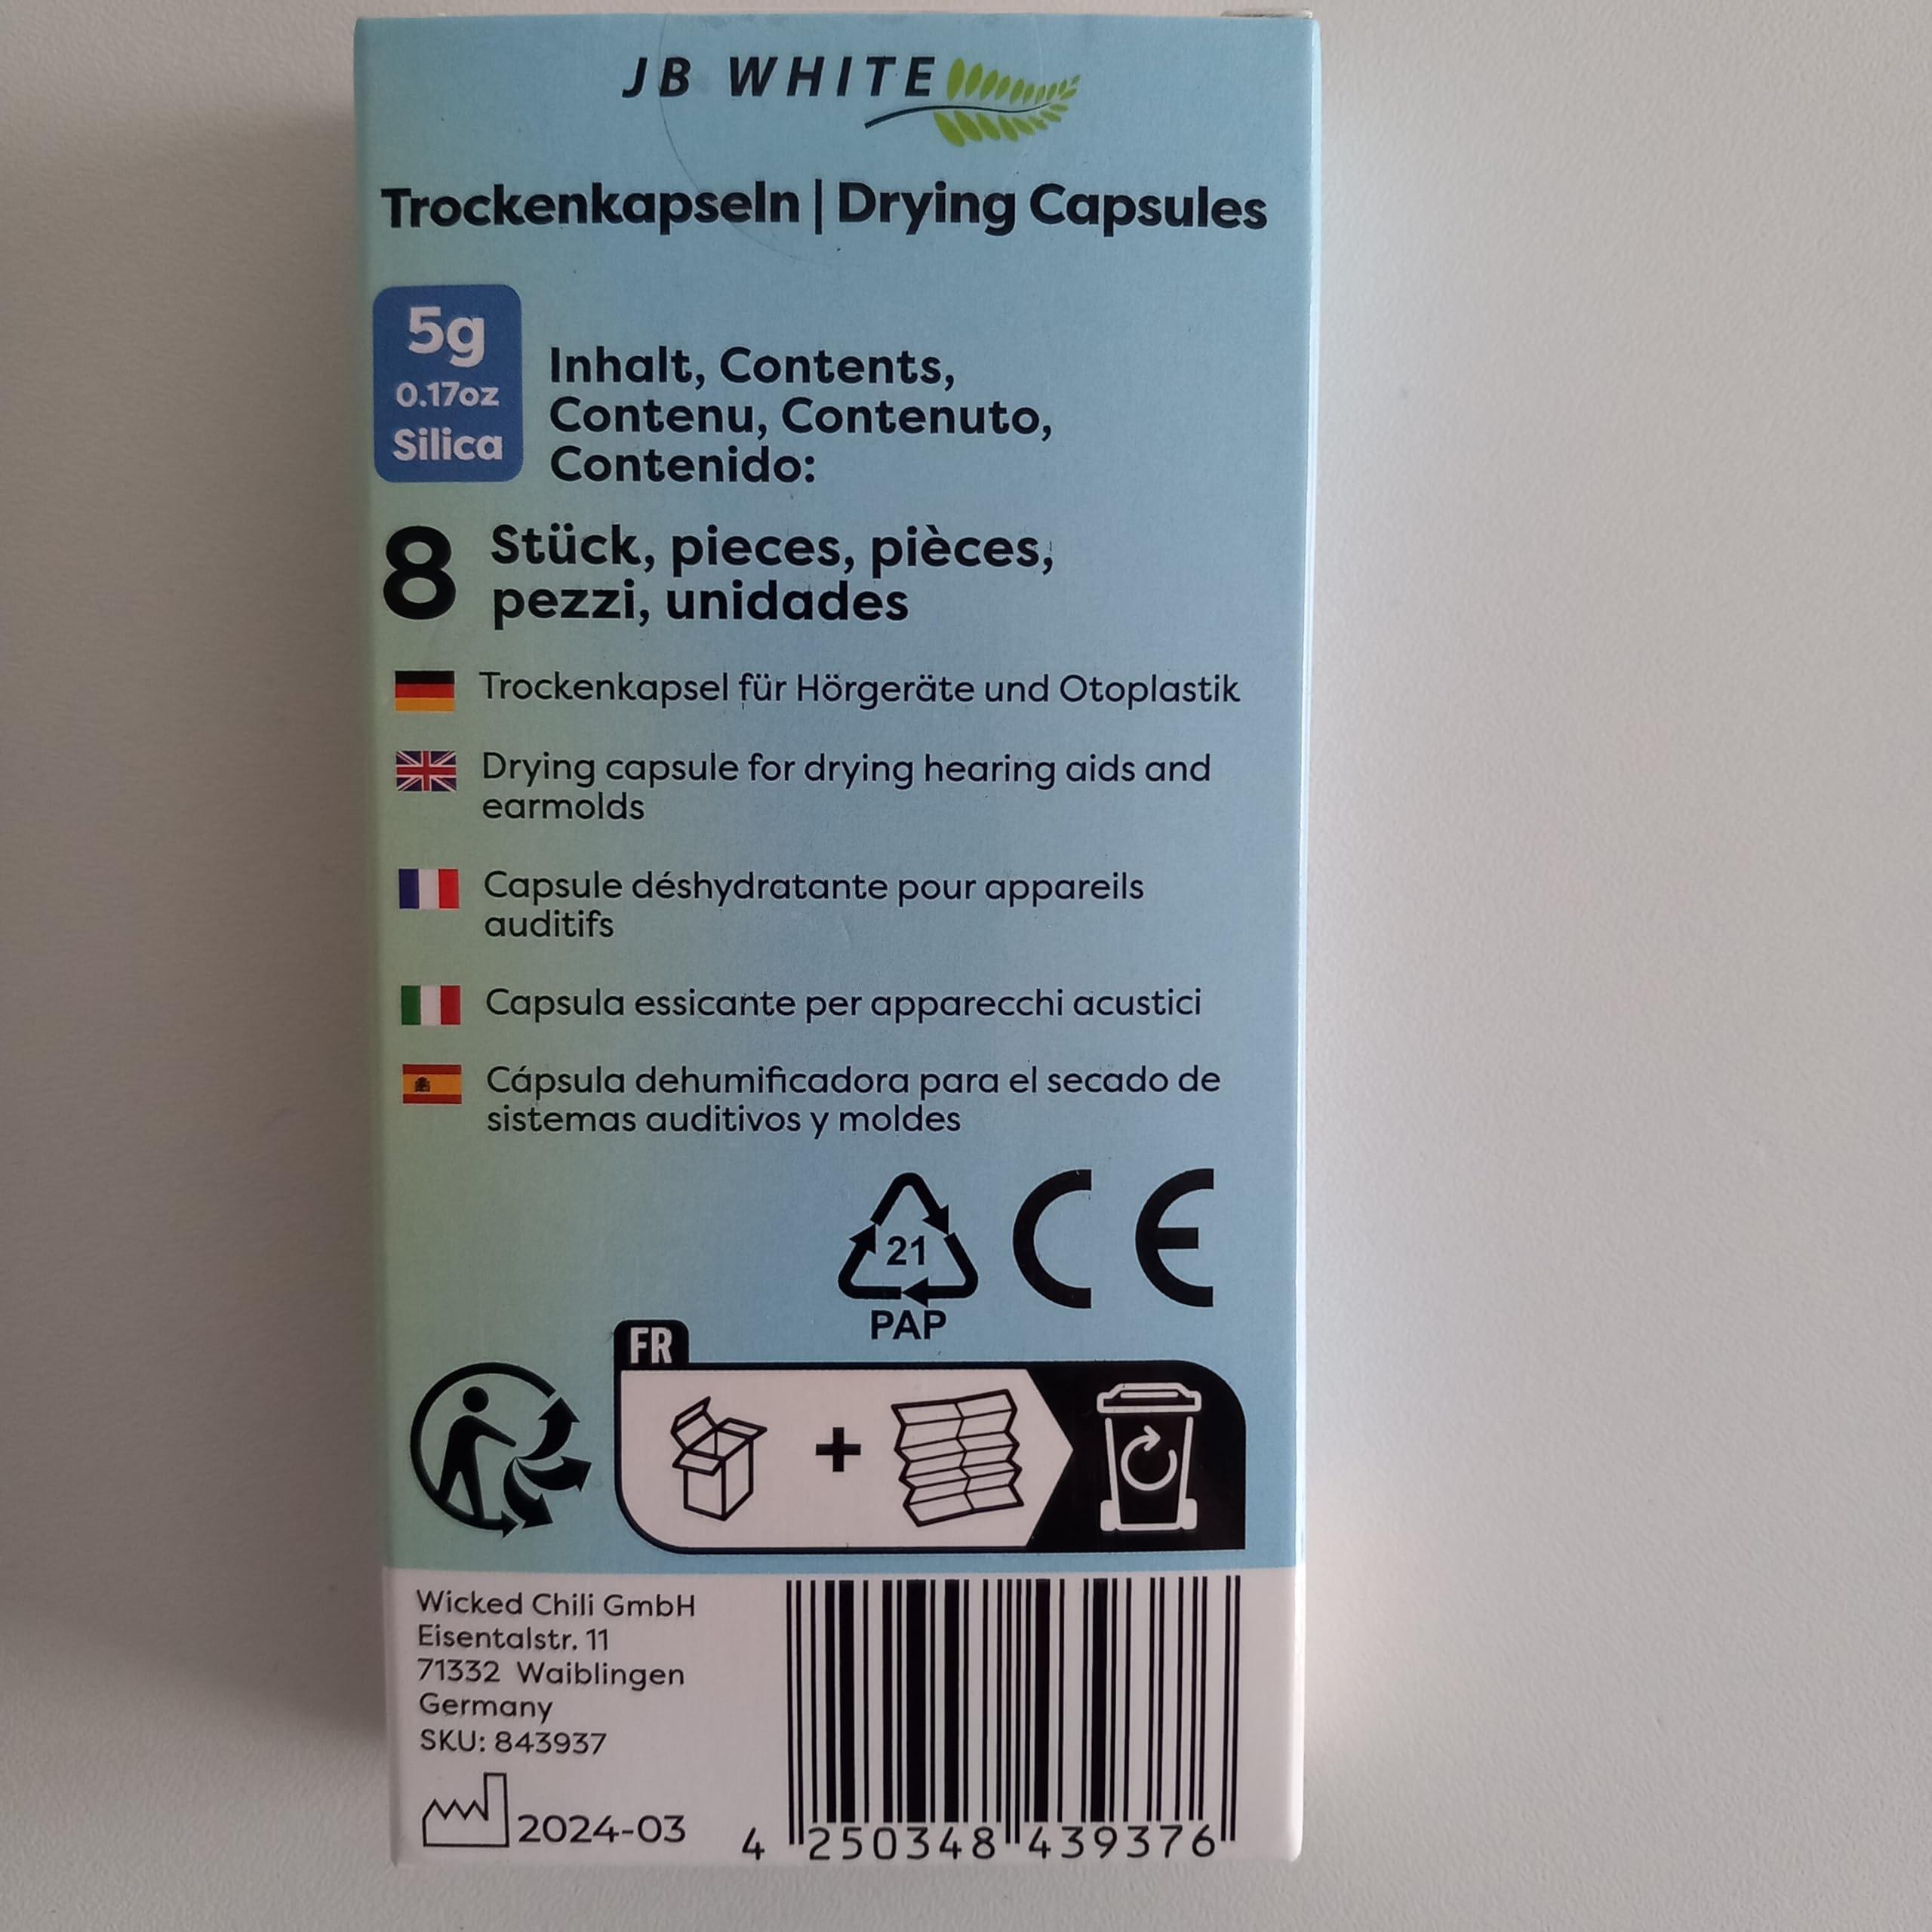 JB WHITE
Trockenkapseln | Drying Capsules
5g
0.17oz
Silica
Inhalt, Contents,
Contenu, Contenuto,
Contenido:
8
Stück, pieces, pièces,
pezzi, unidades
Trockenkapsel für Hörgeräte und Otoplastik
Drying capsule for drying hearing aids and
earmolds
Capsule déshydratante pour appareils
auditifs
Capsula essicante per apparecchi acustici
Cápsula dehumificadora para el secado de
sistemas auditivos y moldes
21
PAP
CE
FR
+
Wicked Chili GmbH
Eisentalstr. 11
71332 Waiblingen
Germany
SKU: 843937
2024-03
4 250348 439376